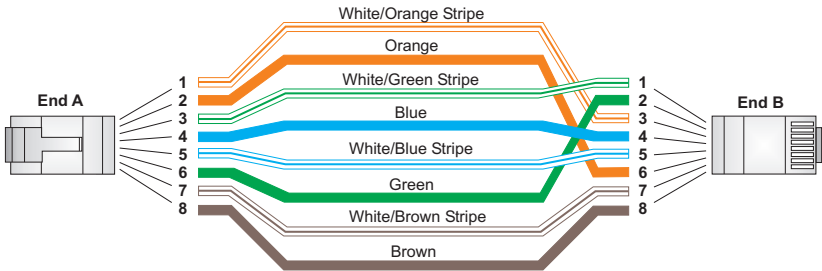 White/Orange Stripe
Orange
White/Green Stripe
Blue
White/Blue Stripe
Green
White/Brown Stripe
Brown
End A
1
2
3
4
5
6
7
8
1
2
3
4
5
6
7
8
End B